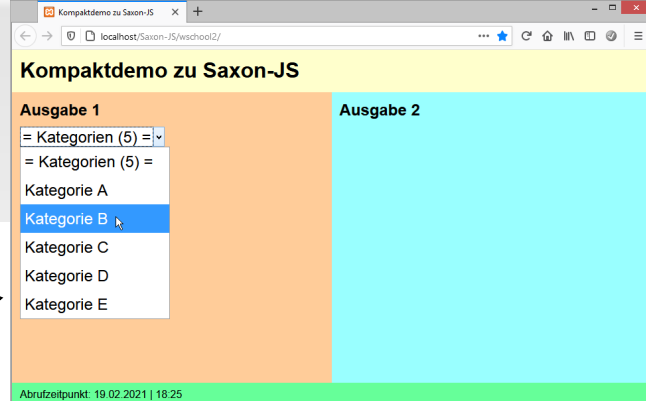 Kompaktdemo zu Saxon-JS
localhost/Saxon-JS/wschool2/
Kompaktdemo zu Saxon-JS
Ausgabe 1
Ausgabe 2
= Kategorien (5) =
= Kategorien (5) =
Kategorie A
Kategorie B
Kategorie C
Kategorie D
Kategorie E
Abrufzeitpunkt: 19.02.2021 | 18:25